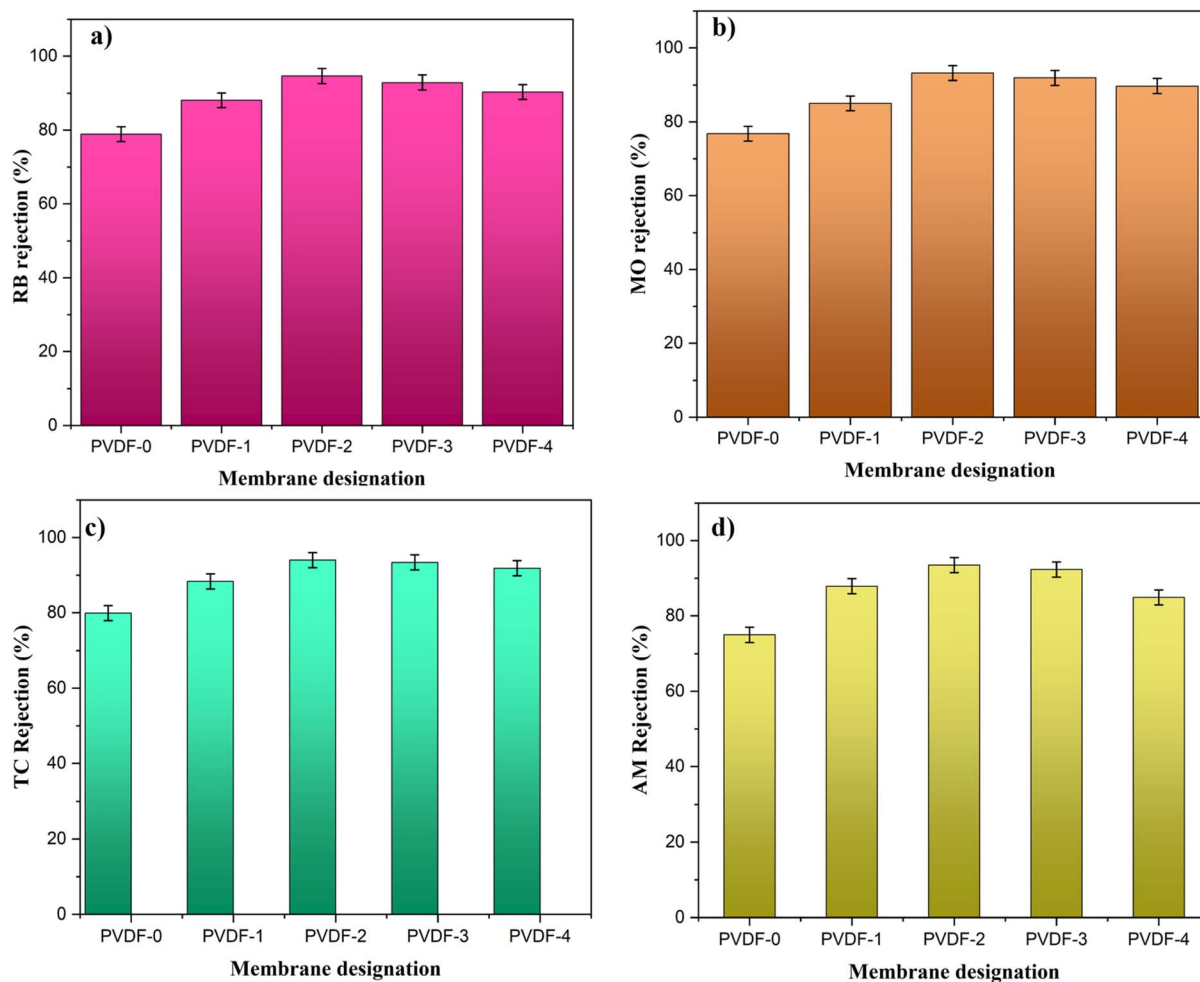 a)
RB rejection (%)
100
80
60
40
20
0
PVDF-0 PVDF-1 PVDF-2 PVDF-3 PVDF-4
Membrane designation
b)
MO rejection (%)
100
80
60
40
20
0
PVDF-0 PVDF-1 PVDF-2 PVDF-3 PVDF-4
Membrane designation
c)
TC Rejection (%)
100
80
60
40
20
0
PVDF-0 PVDF-1 PVDF-2 PVDF-3 PVDF-4
Membrane designation
d)
AM Rejection (%)
100
80
60
40
20
0
PVDF-0 PVDF-1 PVDF-2 PVDF-3 PVDF-4
Membrane designation